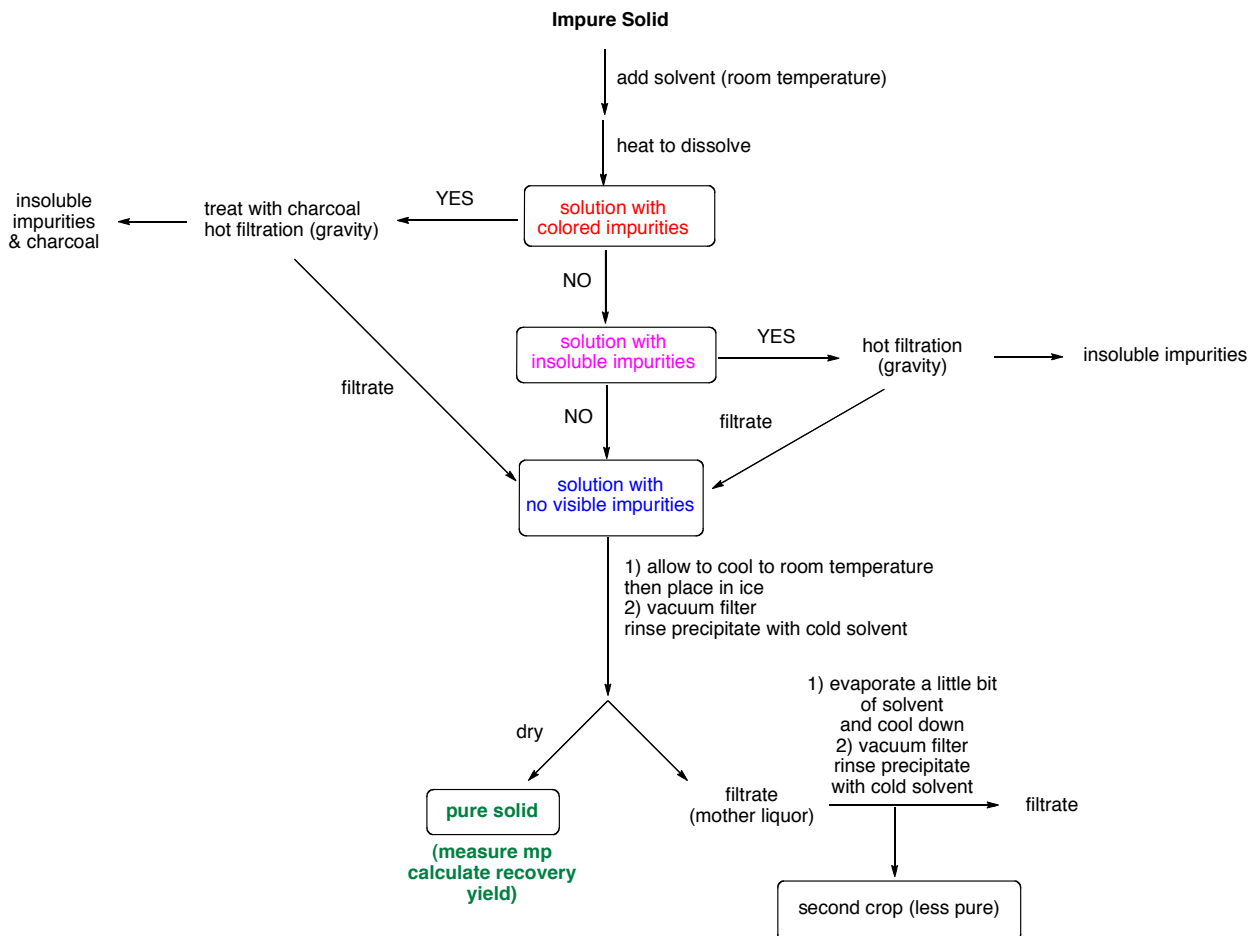 Impure Solid
add solvent (room temperature)
heat to dissolve
insoluble
impurities
& charcoal
treat with charcoal
hot filtration (gravity)
YES
solution with
colored impurities
NO
solution with
insoluble impurities
YES
hot filtration
(gravity)
insoluble impurities
filtrate
NO
filtrate
solution with
no visible impurities
1) allow to cool to room temperature
then place in ice
2) vacuum filter
rinse precipitate with cold solvent
dry
pure solid
(measure mp
calculate recovery
yield)
filtrate
(mother liquor)
1) evaporate a little bit
of solvent
and cool down
2) vacuum filter
rinse precipitate
with cold solvent
filtrate
second crop (less pure)